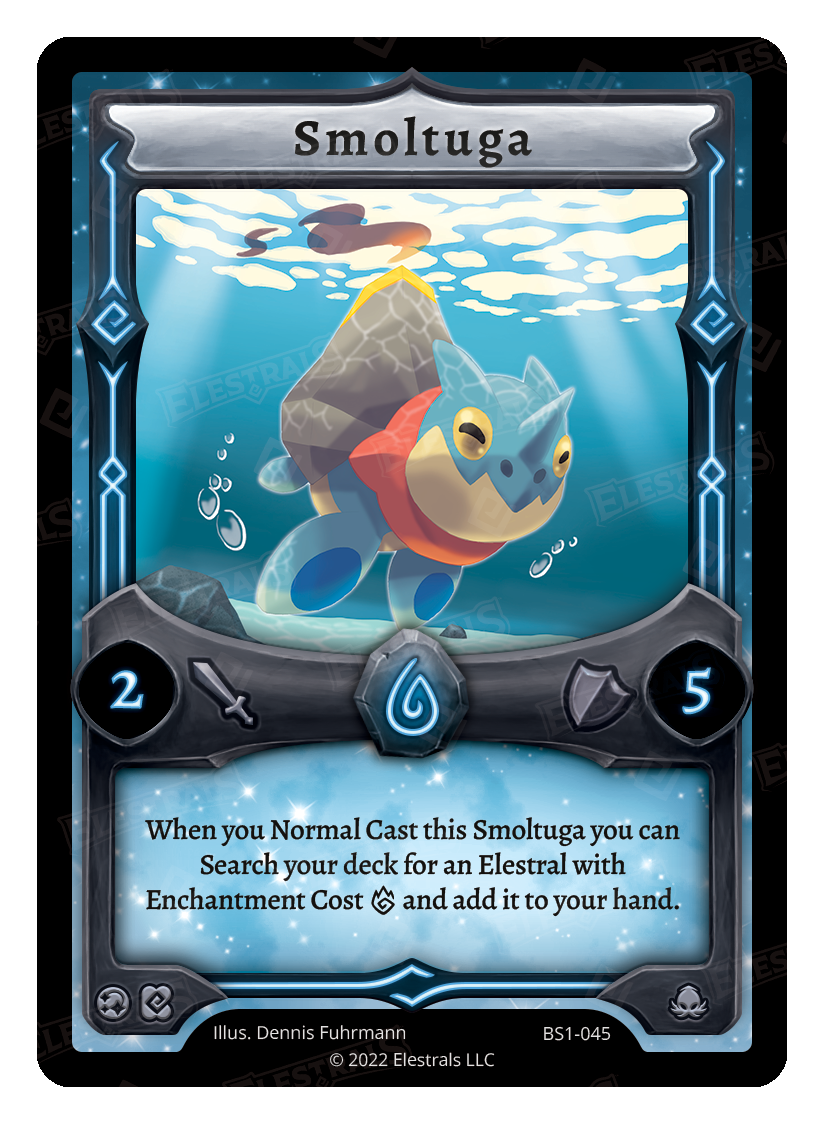 Smoltuga
2
5
When you Normal Cast this Smoltuga you can
Search your deck for an Elestral with
Enchantment Cost and add it to your hand.
Illus. Dennis Fuhrmann
BS1-045
© 2022 Elestrals LLC
ELESTRALS